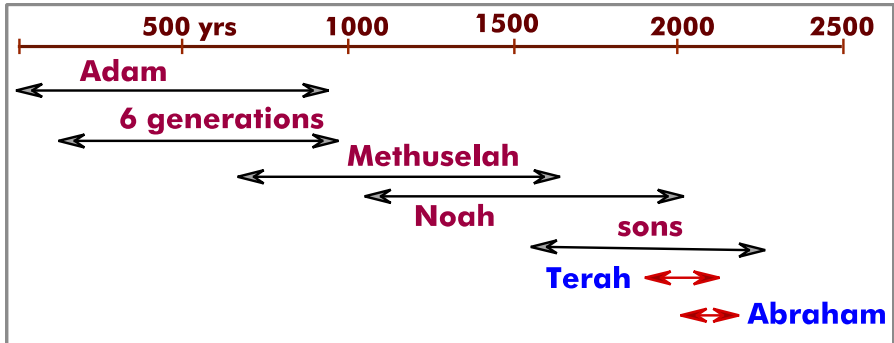 500 yrs 1000 1500 2000 2500
Adam
6 generations
Methuselah
Noah
sons
Terah
Abraham